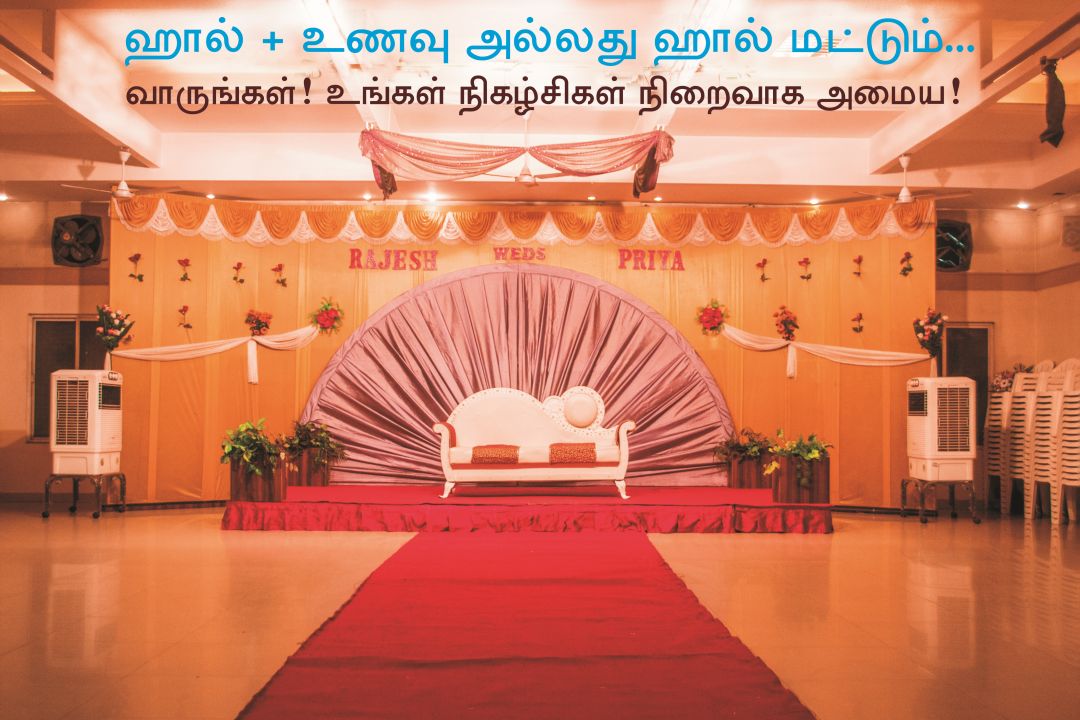 ஹால் + உணவு அல்லது ஹால் மட்டும்...
வாருங்கள்! உங்கள் நிகழ்சிகள் நிறைவாக அமைய!
RAJESH WEDS PRIYA